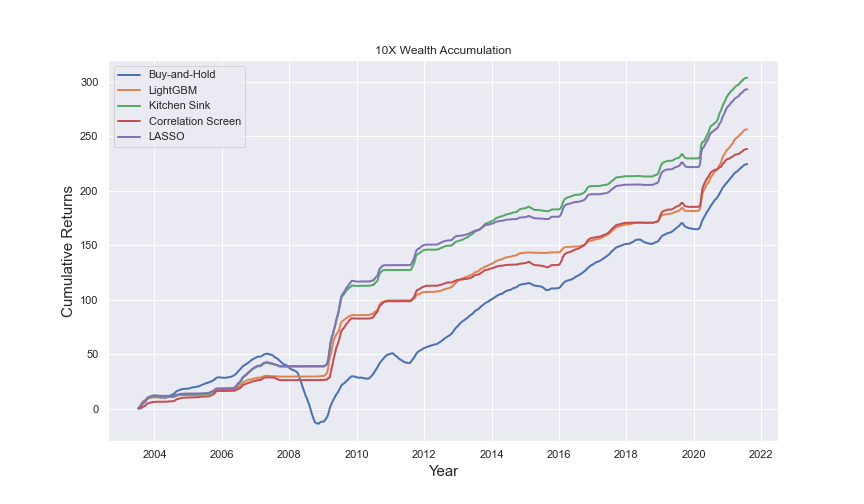 10X Wealth Accumulation
Buy-and-Hold
LightGBM
Kitchen Sink
Correlation Screen
LASSO
300
250
200
150
100
50
0
Cumulative Returns
2004 2006 2008 2010 2012 2014 2016 2018 2020 2022
Year